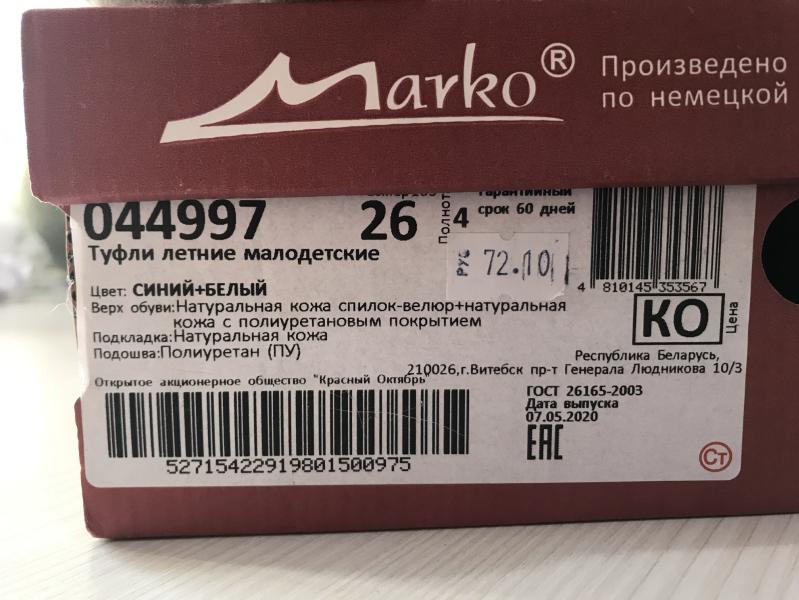 Marko®
Произведено
по немецкой
044997 26 Полнот 4
гарантийный
срок 60 дней
Туфли летние малодетские
РУБ 72.10
4 810145 353567
Цвет: СИНИЙ+БЕЛЫЙ
Верх обуви:Натуральная кожа спилок-велюр+натуральная
кожа с полиуретановым покрытием
Подкладка:Натуральная кожа
Подошва:Полиуретан (ПУ)
КО
Цена
Республика Беларусь,
210026,г.Витебск пр-т Генерала Людникова 10/3
Открытое акционерное общество "Красный Октябрь"
ГОСТ 26165-2003
Дата выпуска
07.05.2020
ЕАС
52715422919801500975
Ст